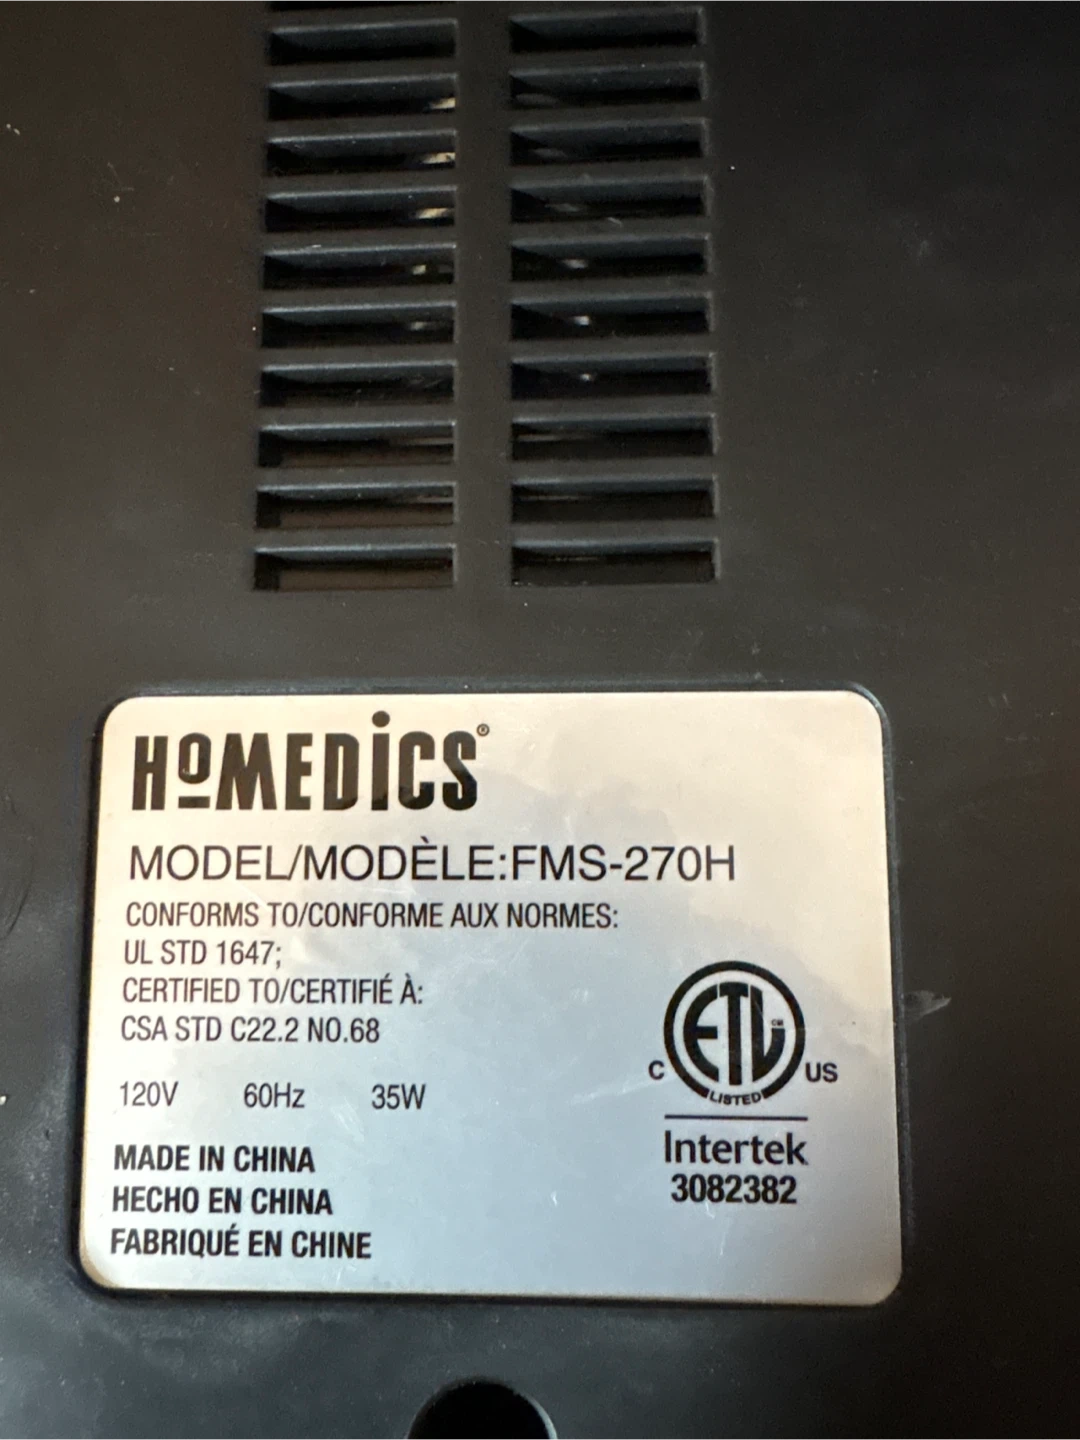 HoMEDiCS®
MODEL/MODÈLE:FMS-270H
CONFORMS TO/CONFORME AUX NORMES:
UL STD 1647;
CERTIFIED TO/CERTIFIÉ À:
CSA STD C22.2 NO.68
120V 60Hz 35W
MADE IN CHINA
HECHO EN CHINA
FABRIQUÉ EN CHINE
ETL
C US
LISTED
Intertek
3082382